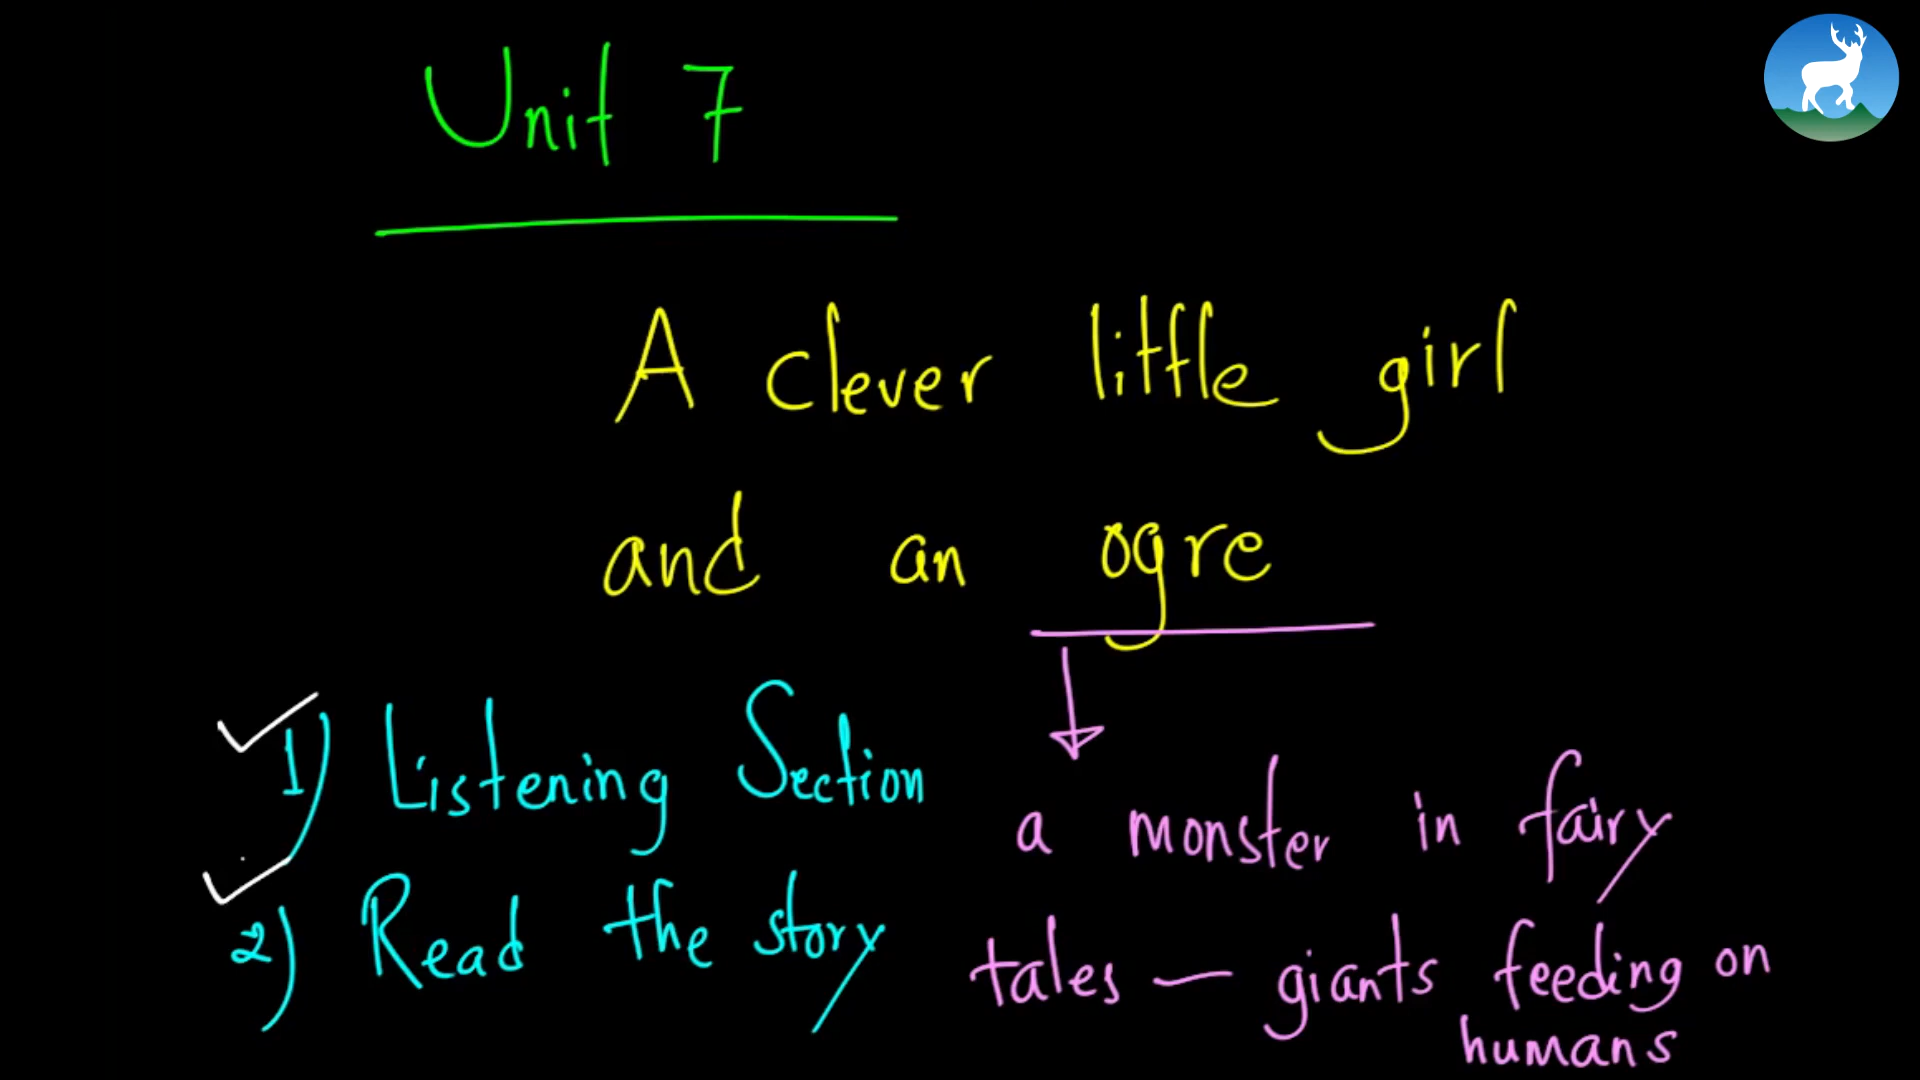 Unit 7
A clever little girl
and an ogre
1) Listening Section
2) Read the story
a monster in fairy
tales — giants feeding on
humans